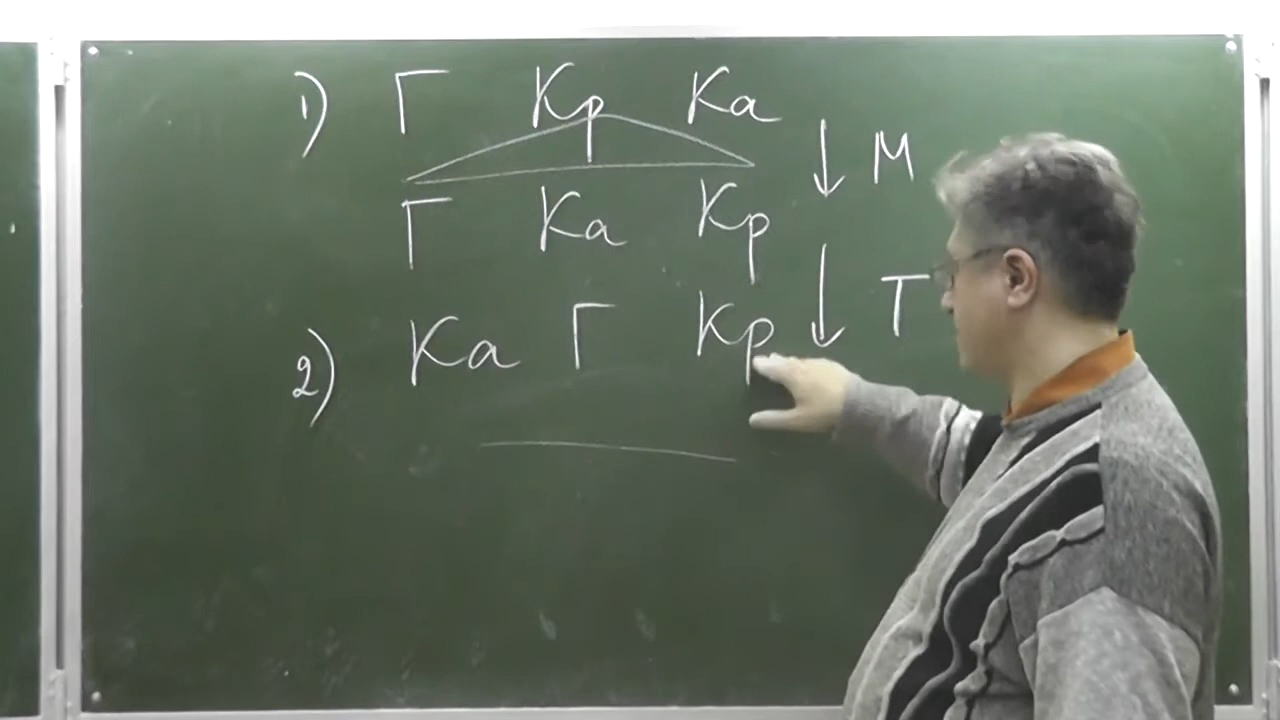 1) Г Кр Ка
↓ М
Г Ка Кр
↓ Т
2) Ка Г Кр